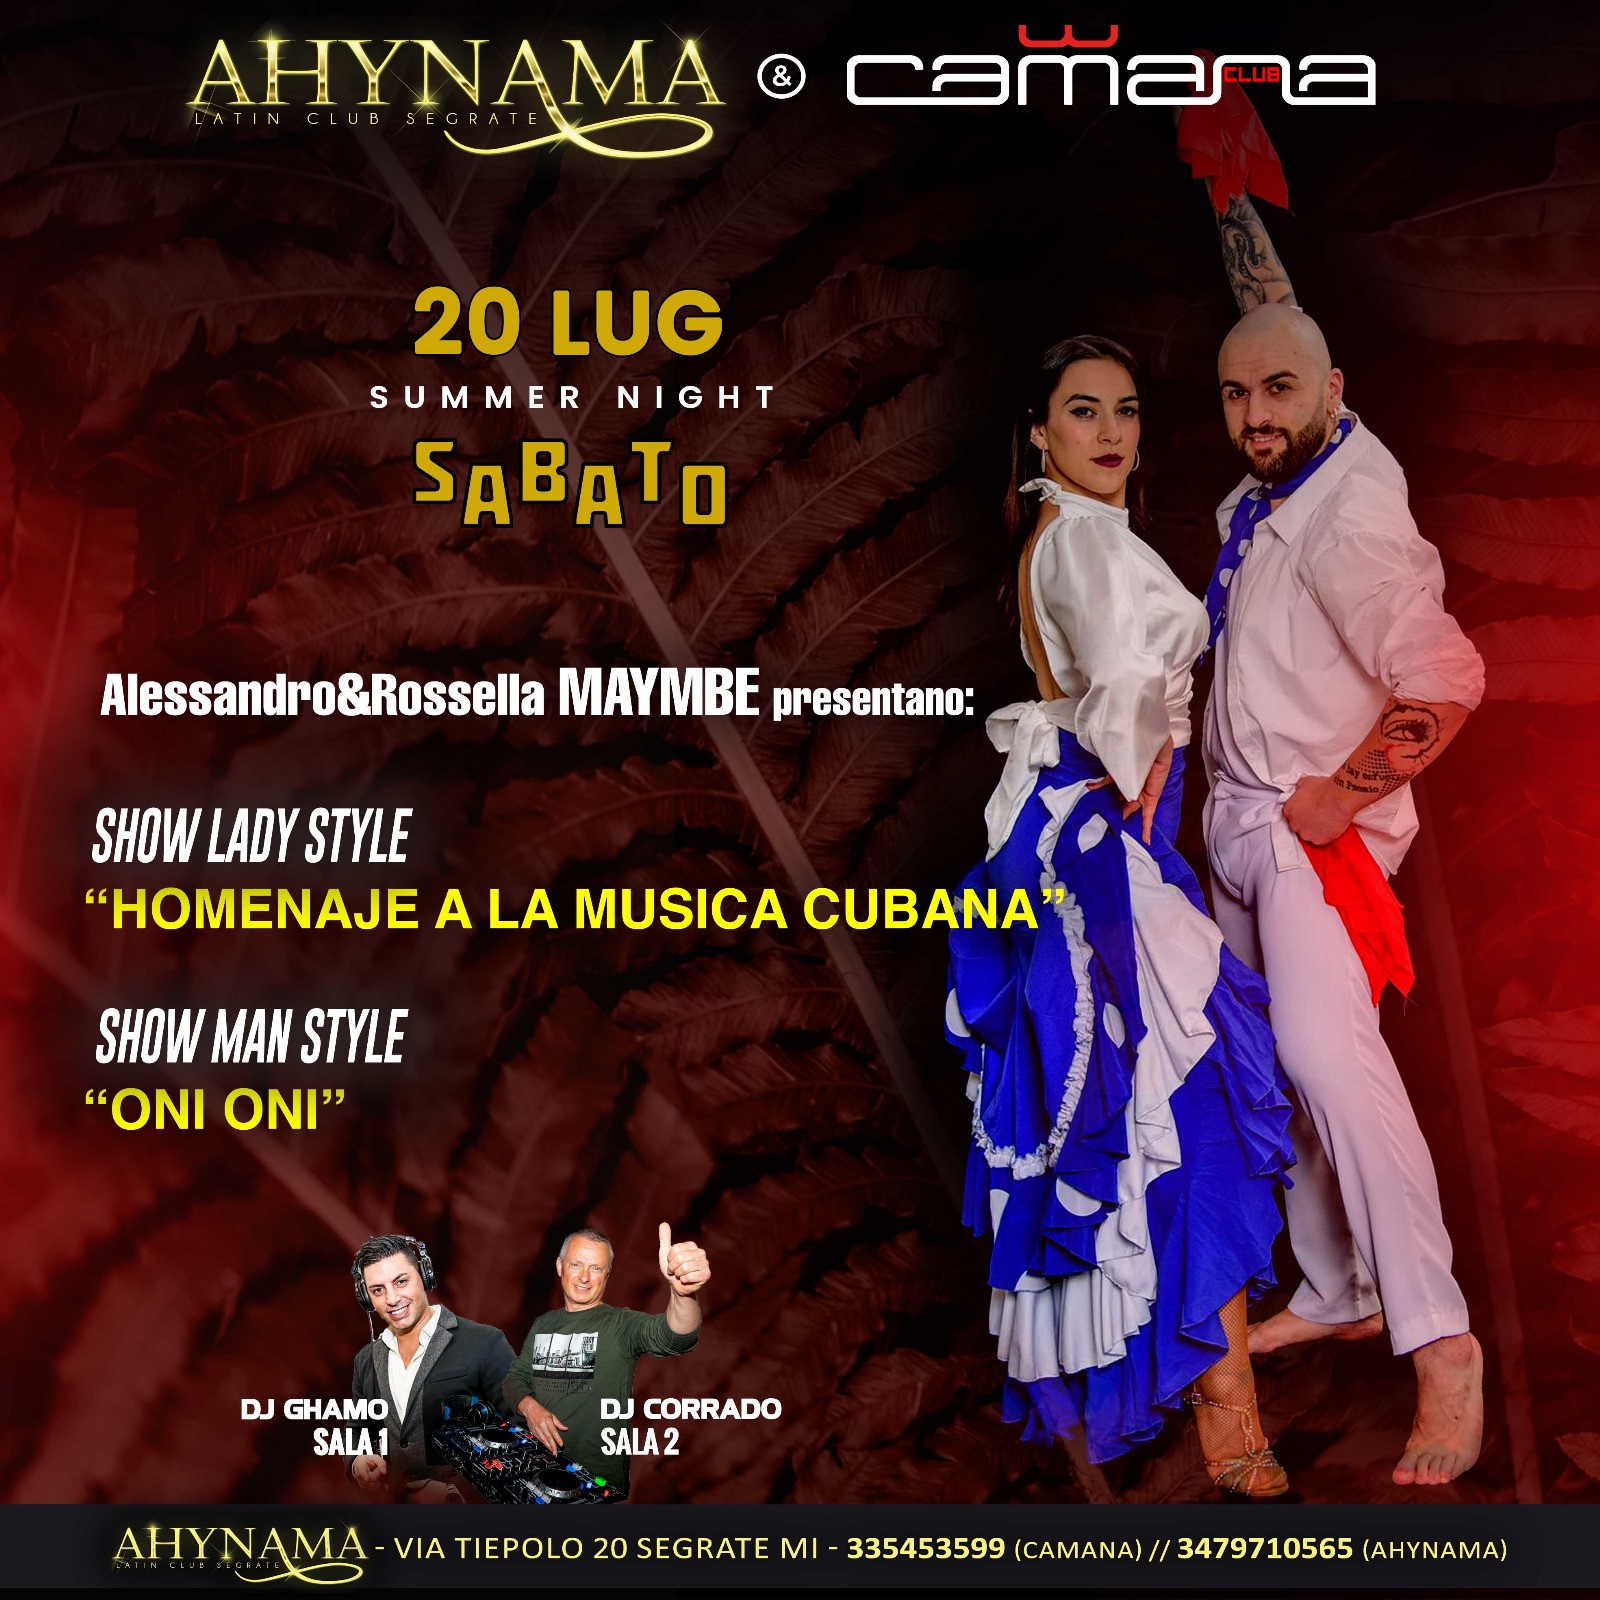 AHYNAMA
LATIN CLUB SEGRATE
&
camana
CLUB
20 LUG
SUMMER NIGHT
SABATO
Alessandro&Rossella MAYMBE presentano:
SHOW LADY STYLE
“HOMENAJE A LA MUSICA CUBANA”
SHOW MAN STYLE
“ONI ONI”
DJ GHAMO
SALA 1
DJ CORRADO
SALA 2
AHYNAMA - VIA TIEPOLO 20 SEGRATE MI - 335453599 (CAMANA) // 3479710565 (AHYNAMA)
LATIN CLUB SEGRATE